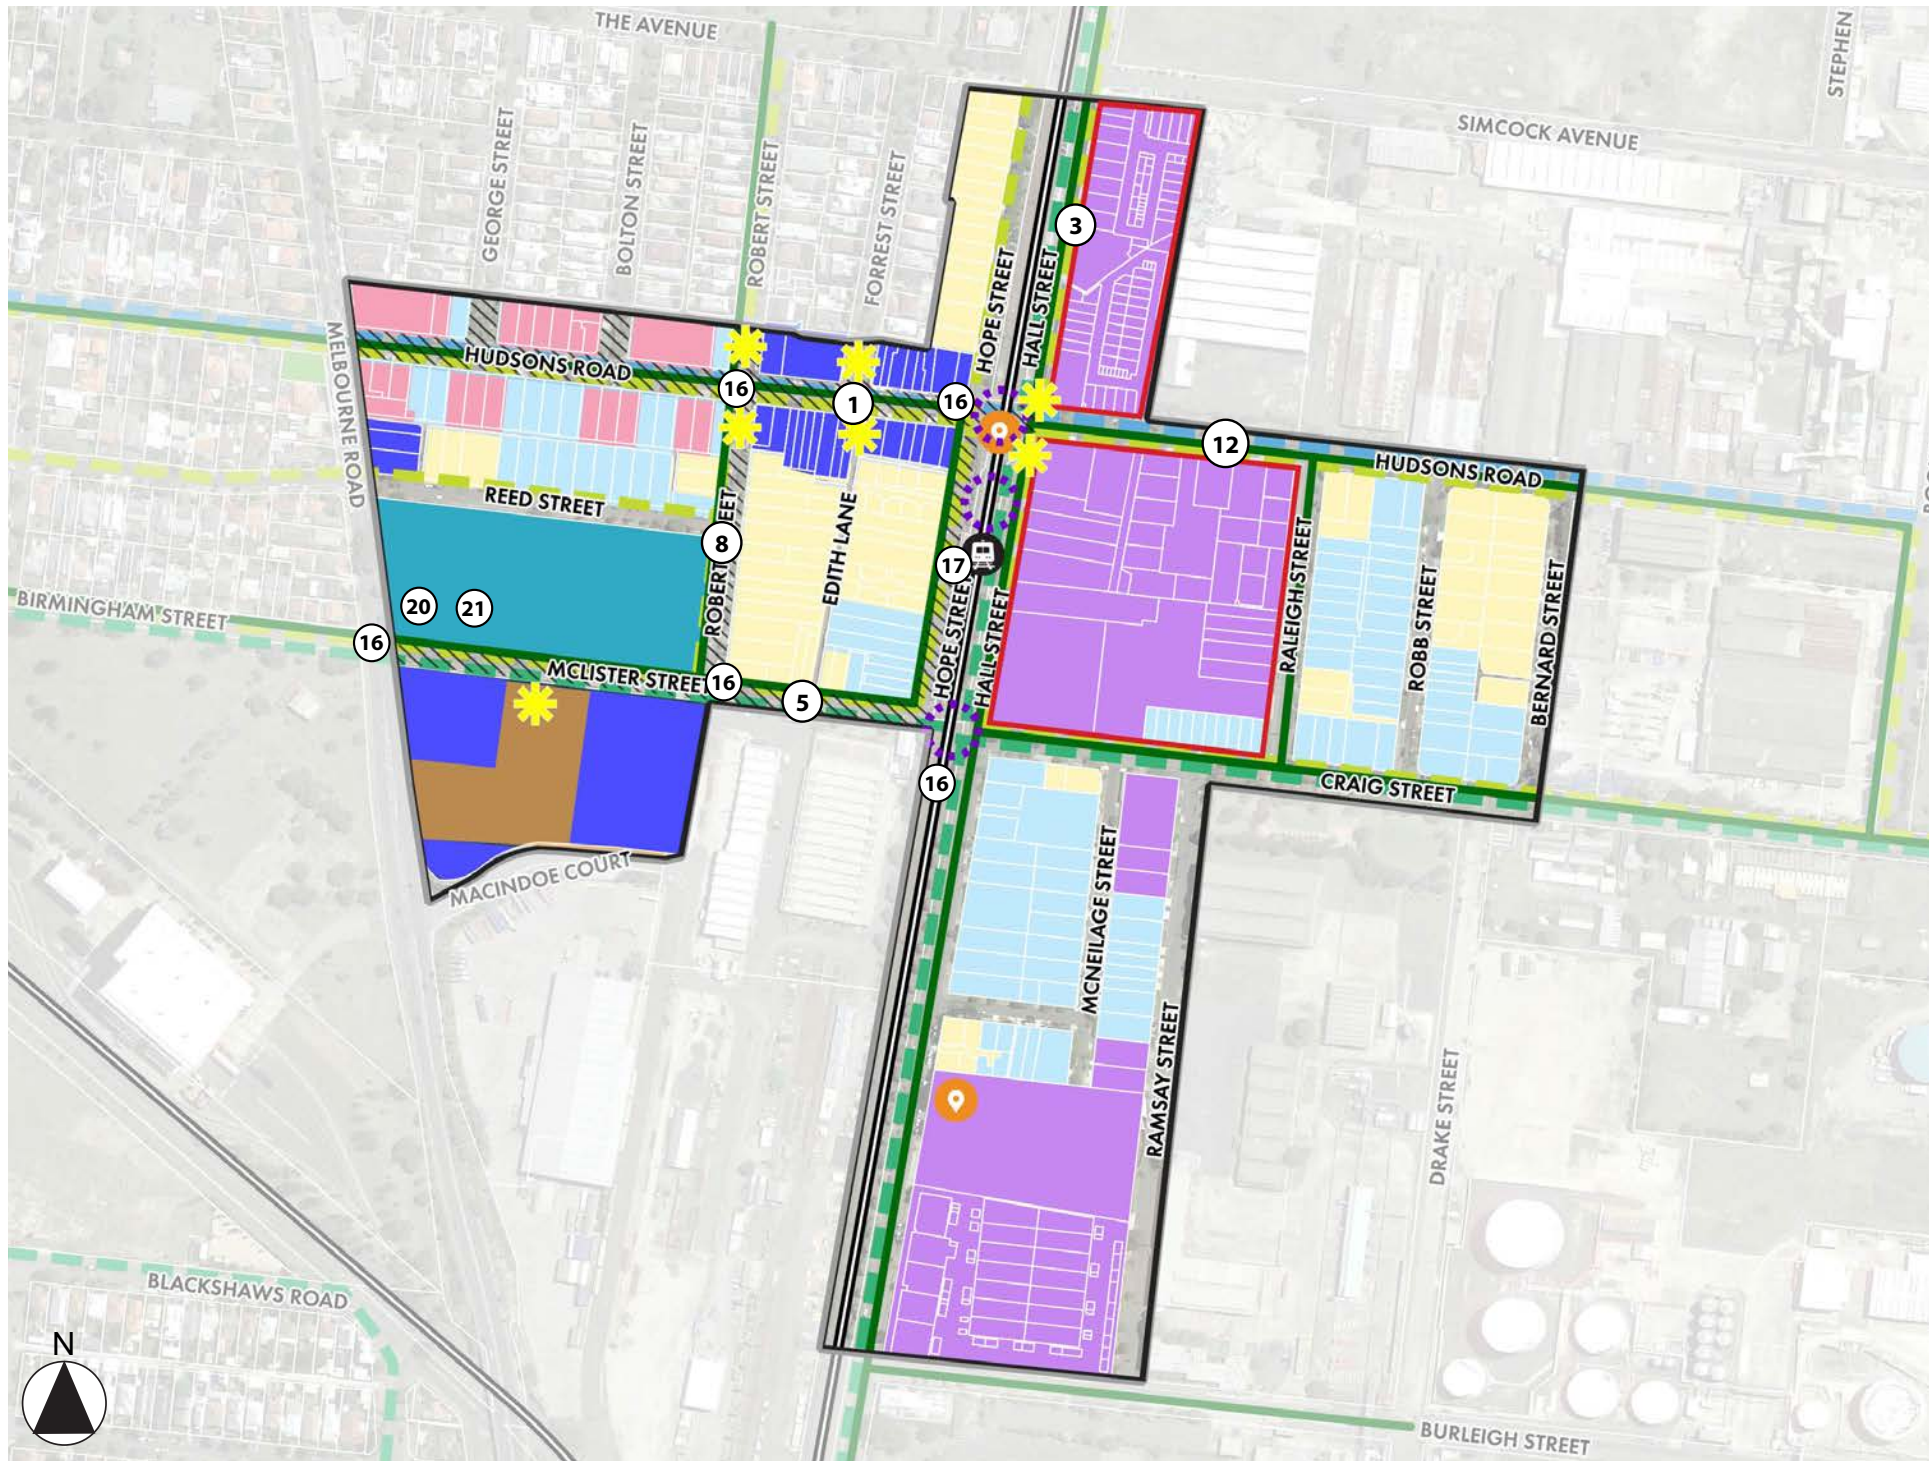 THE AVENUE
STEPHEN
SIMCOCK AVENUE
GEORGE STREET
BOLTON STREET
ROBERT STREET
FORREST STREET
3
HOPE STREET
HALL STREET
MELBOURNE ROAD
HUDSONS ROAD
16
1
16
12
HUDSONS ROAD
REED STREET
8
ROBERT STREET
EDITH LANE
17
HOPE STREET
HALL STREET
RALEIGH STREET
ROBB STREET
BERNARD STREET
BIRMINGHAM STREET
20
21
16
MCLISTER STREET
16
5
16
CRAIG STREET
MACINDOE COURT
MCNEILAGE STREET
RAMSAY STREET
DRAKE STREET
BLACKSHAWS ROAD
N
BURLEIGH STREET